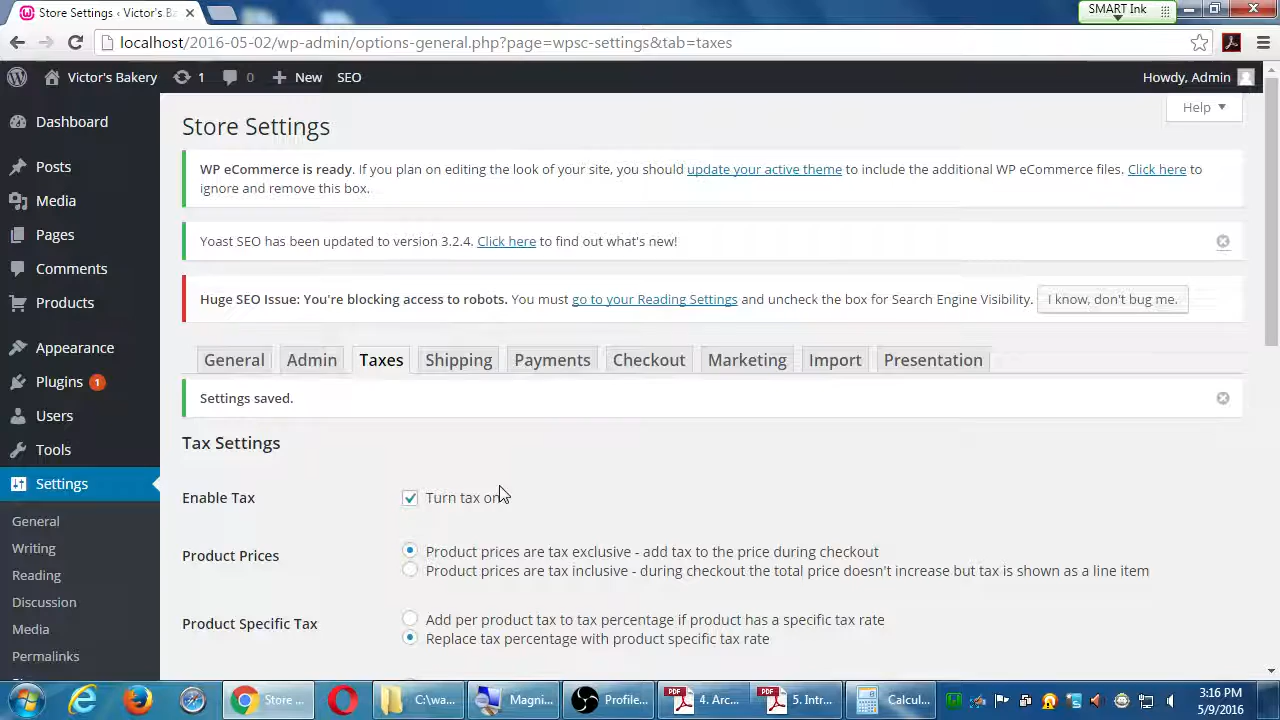 Store Settings ‹ Victor's Ba
SMART Ink
localhost/2016-05-02/wp-admin/options-general.php?page=wpsc-settings&tab=taxes
Victor's Bakery 1 0 New SEO Howdy, Admin
Help
Dashboard
Posts
Media
Pages
Comments
Products
Appearance
Plugins 1
Users
Tools
Settings
General
Writing
Reading
Discussion
Media
Permalinks
Store Settings
WP eCommerce is ready. If you plan on editing the look of your site, you should update your active theme to include the additional WP eCommerce files. Click here to
ignore and remove this box.
Yoast SEO has been updated to version 3.2.4. Click here to find out what's new!
Huge SEO Issue: You're blocking access to robots. You must go to your Reading Settings and uncheck the box for Search Engine Visibility. I know, don't bug me.
General Admin Taxes Shipping Payments Checkout Marketing Import Presentation
Settings saved.
Tax Settings
Enable Tax Turn tax on
Product Prices Product prices are tax exclusive - add tax to the price during checkout
Product prices are tax inclusive - during checkout the total price doesn't increase but tax is shown as a line item
Product Specific Tax Add per product tax to tax percentage if product has a specific tax rate
Replace tax percentage with product specific tax rate
Store ... C:\wa... Magni... Profile... 4. Arc... 5. Intr... Calcul...
3:16 PM
5/9/2016